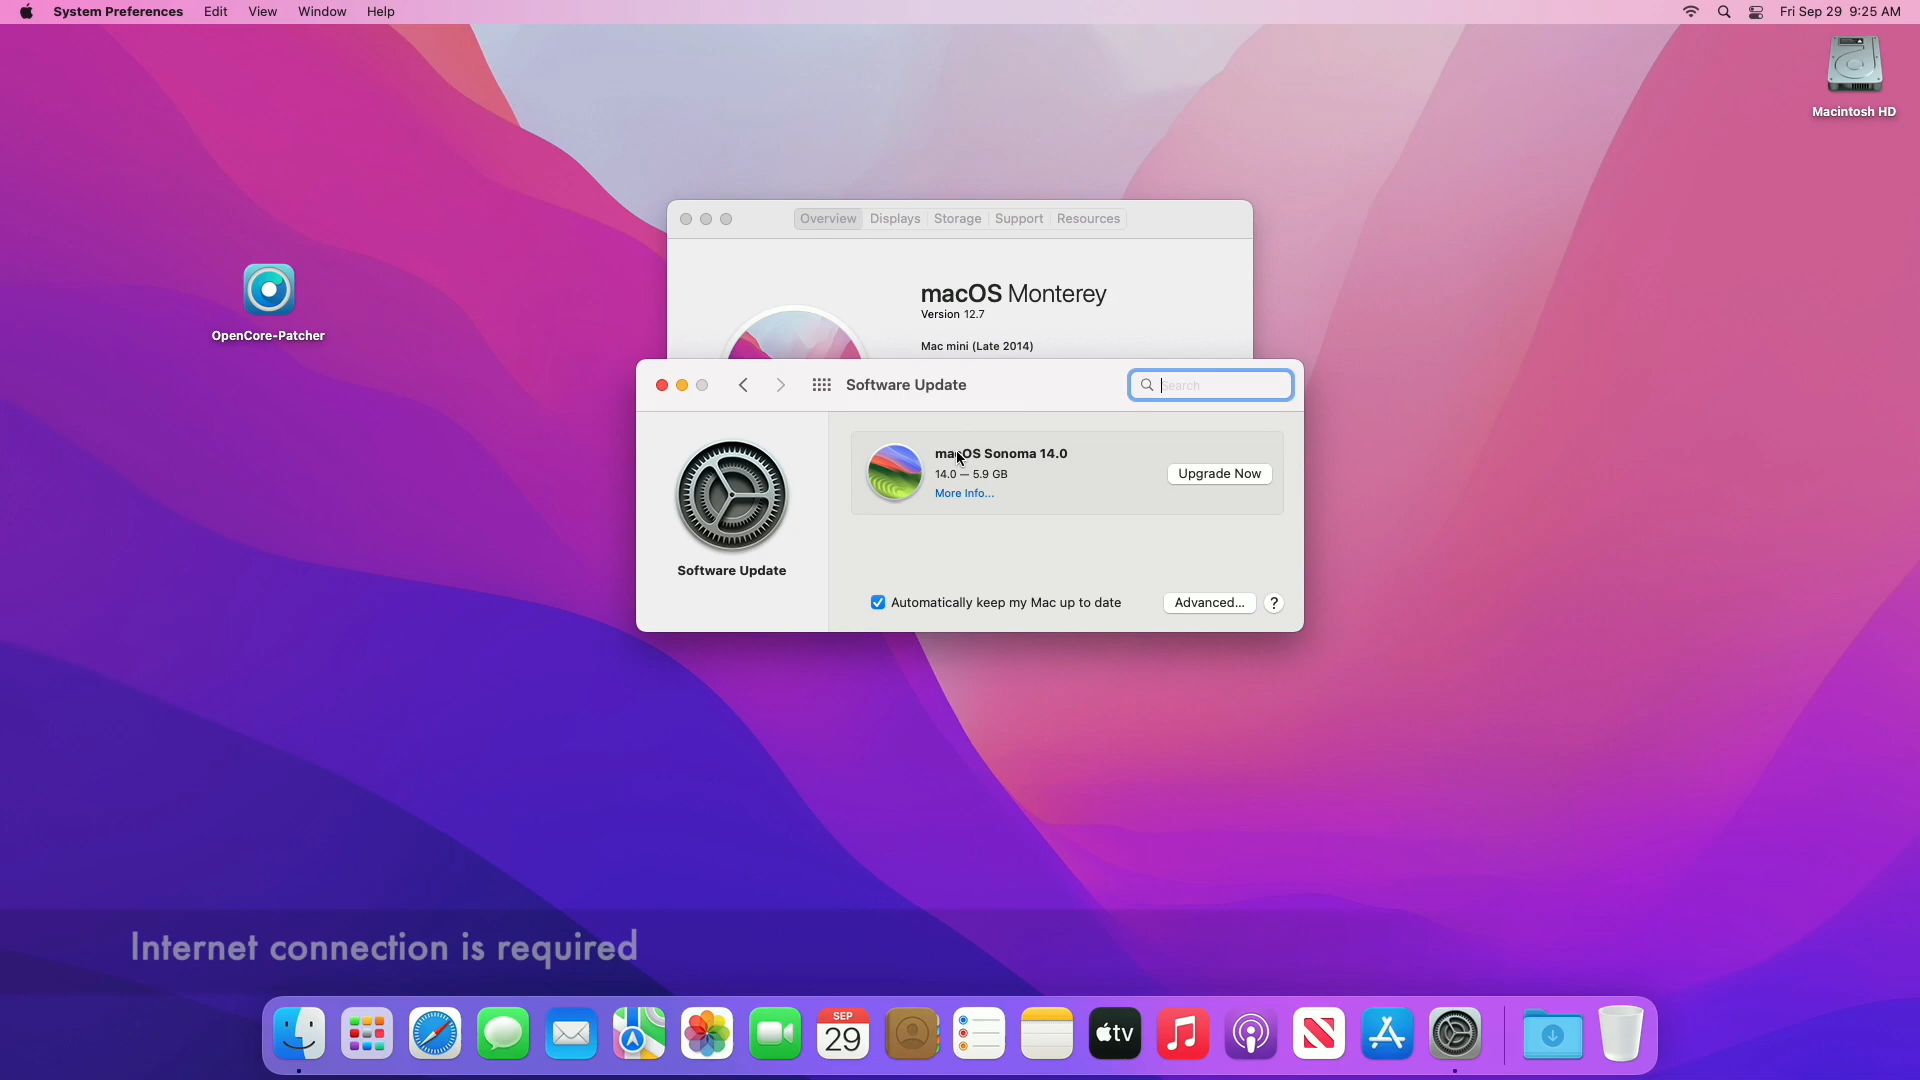 System Preferences Edit View Window Help
Fri Sep 29 9:25 AM
Macintosh HD
OpenCore-Patcher
Overview Displays Storage Support Resources
macOS Monterey
Version 12.7
Mac mini (Late 2014)
Software Update
Search
macOS Sonoma 14.0
14.0 — 5.9 GB
More Info...
Upgrade Now
Software Update
Automatically keep my Mac up to date
Advanced...
?
Internet connection is required
SEP
29
tv